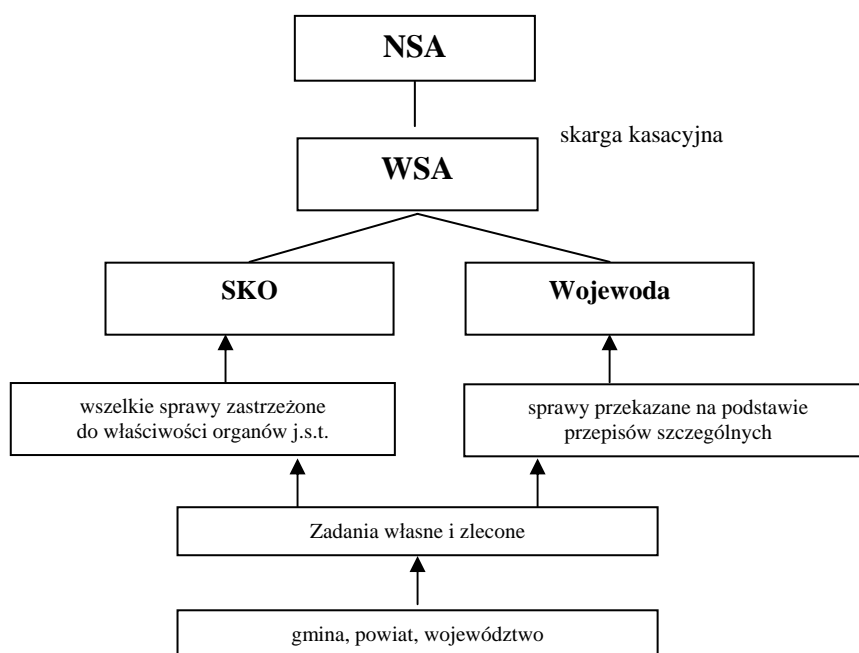 NSA
skarga kasacyjna
WSA
SKO
Wojewoda
wszelkie sprawy zastrzeżone
do właściwości organów j.s.t.
sprawy przekazane na podstawie
przepisów szczególnych
Zadania własne i zlecone
gmina, powiat, województwo